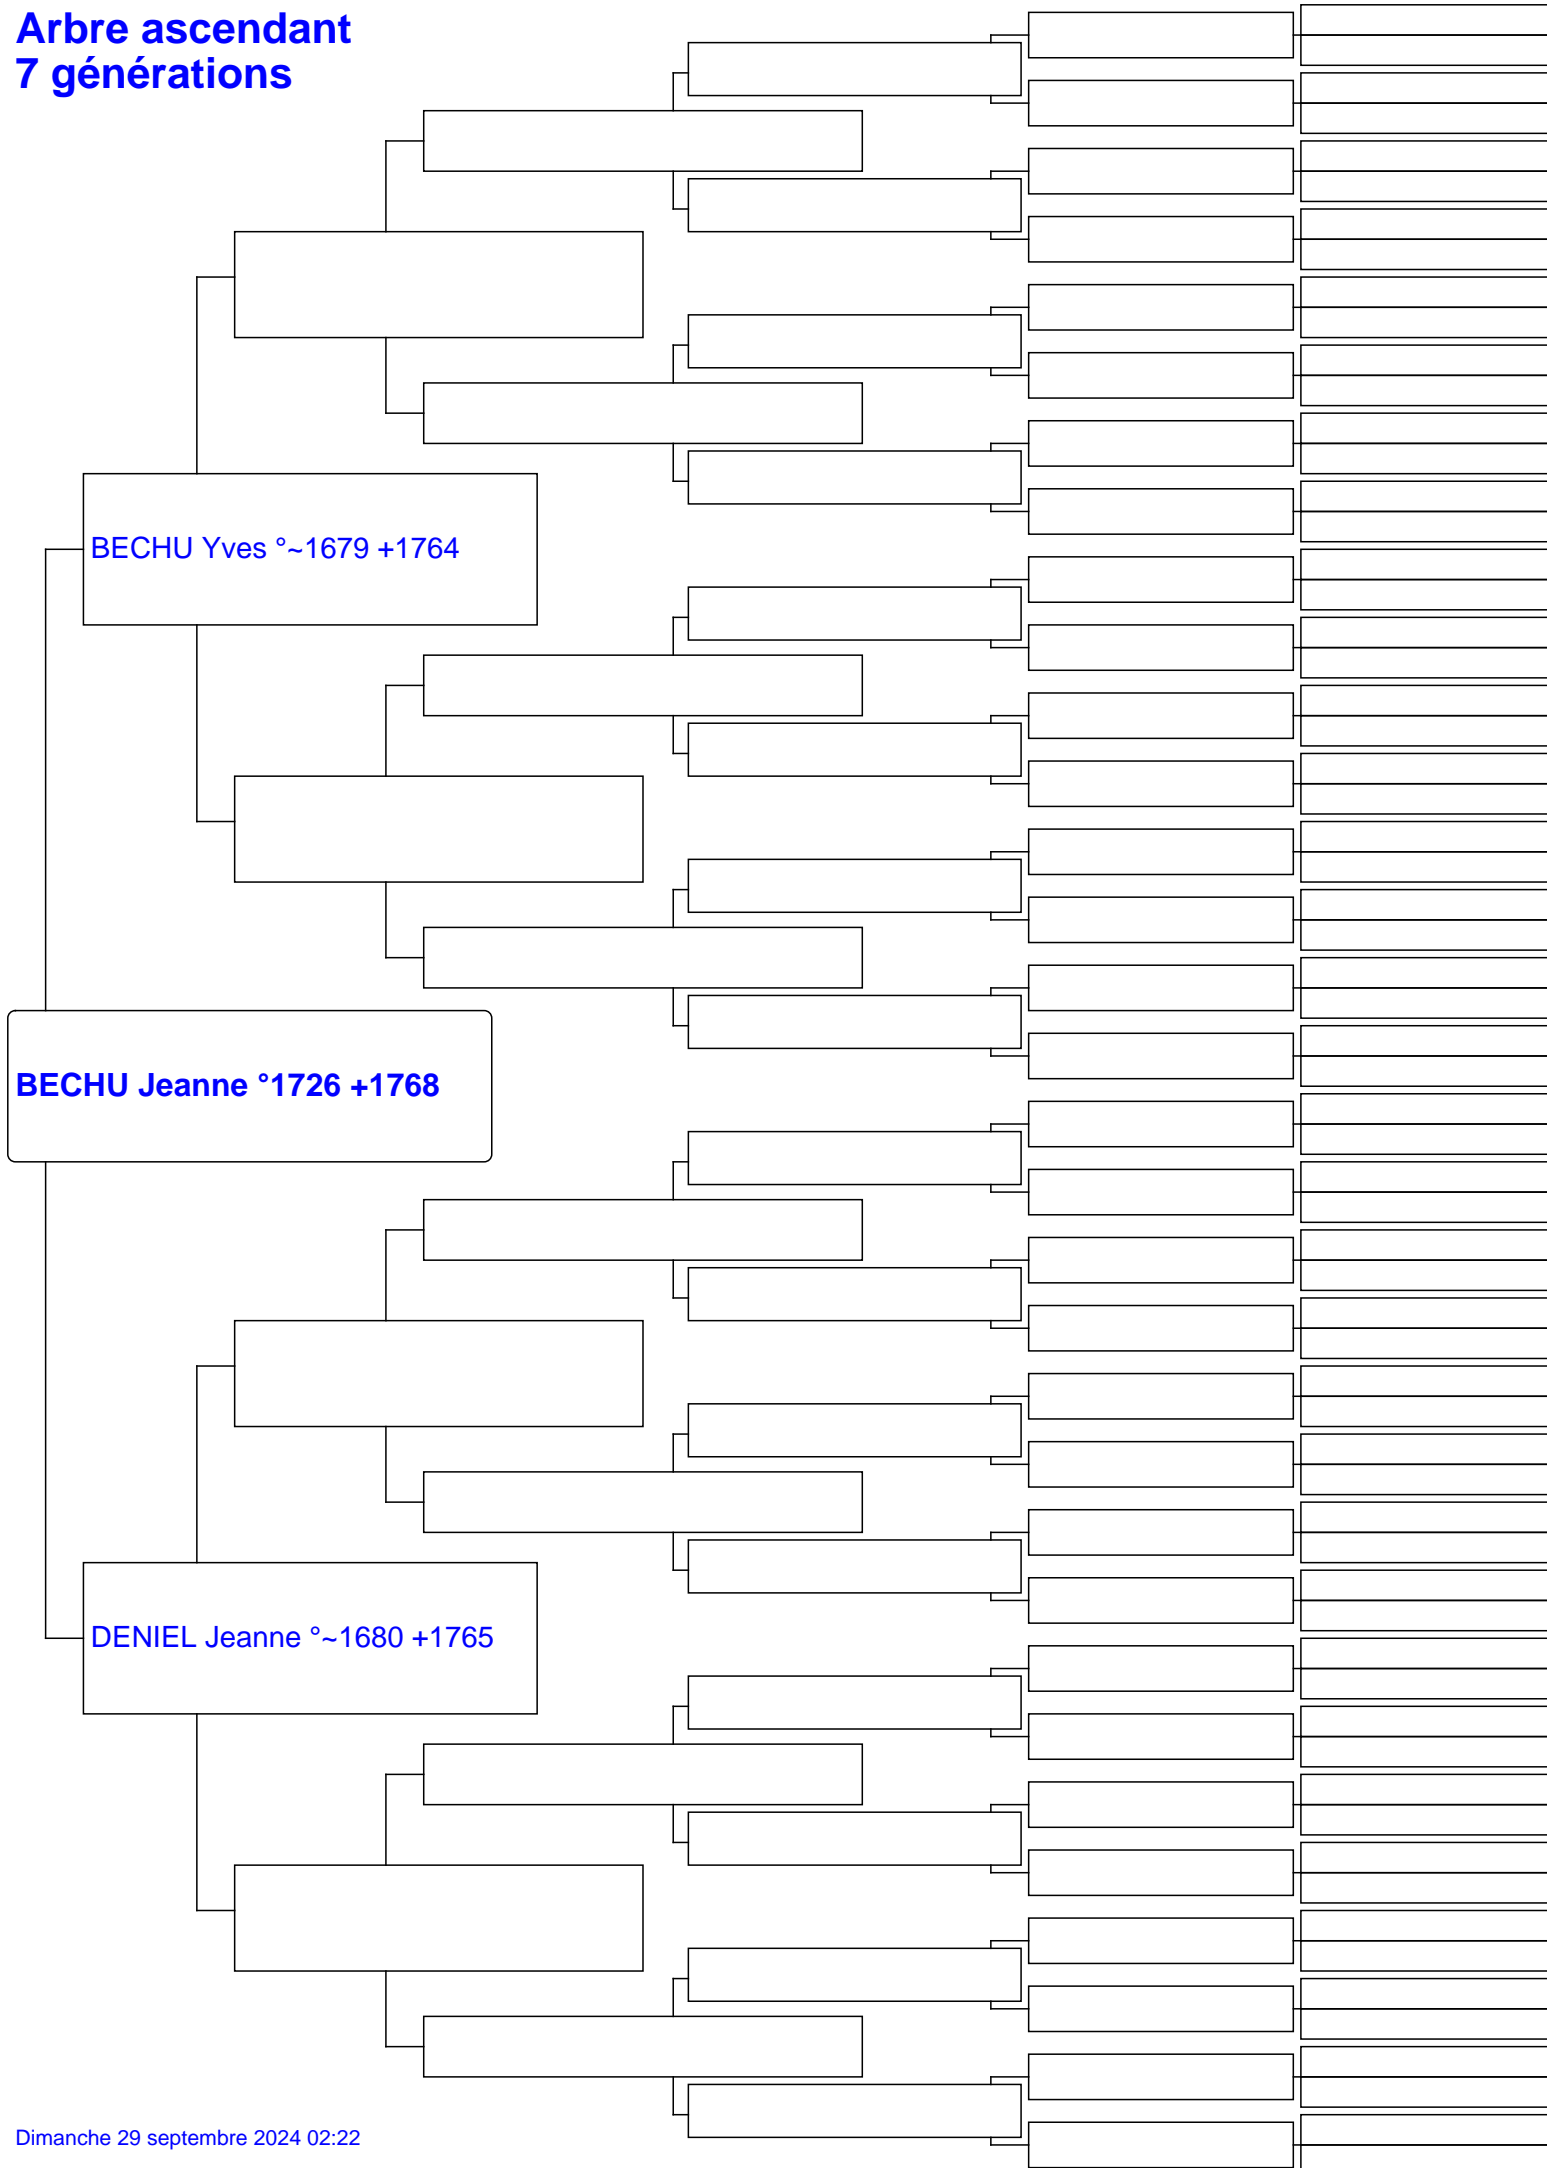 Arbre ascendant
7 générations
BECHU Yves °~1679 +1764
BECHU Jeanne °1726 +1768
DENIEL Jeanne °~1680 +1765
Dimanche 29 septembre 2024 02:22